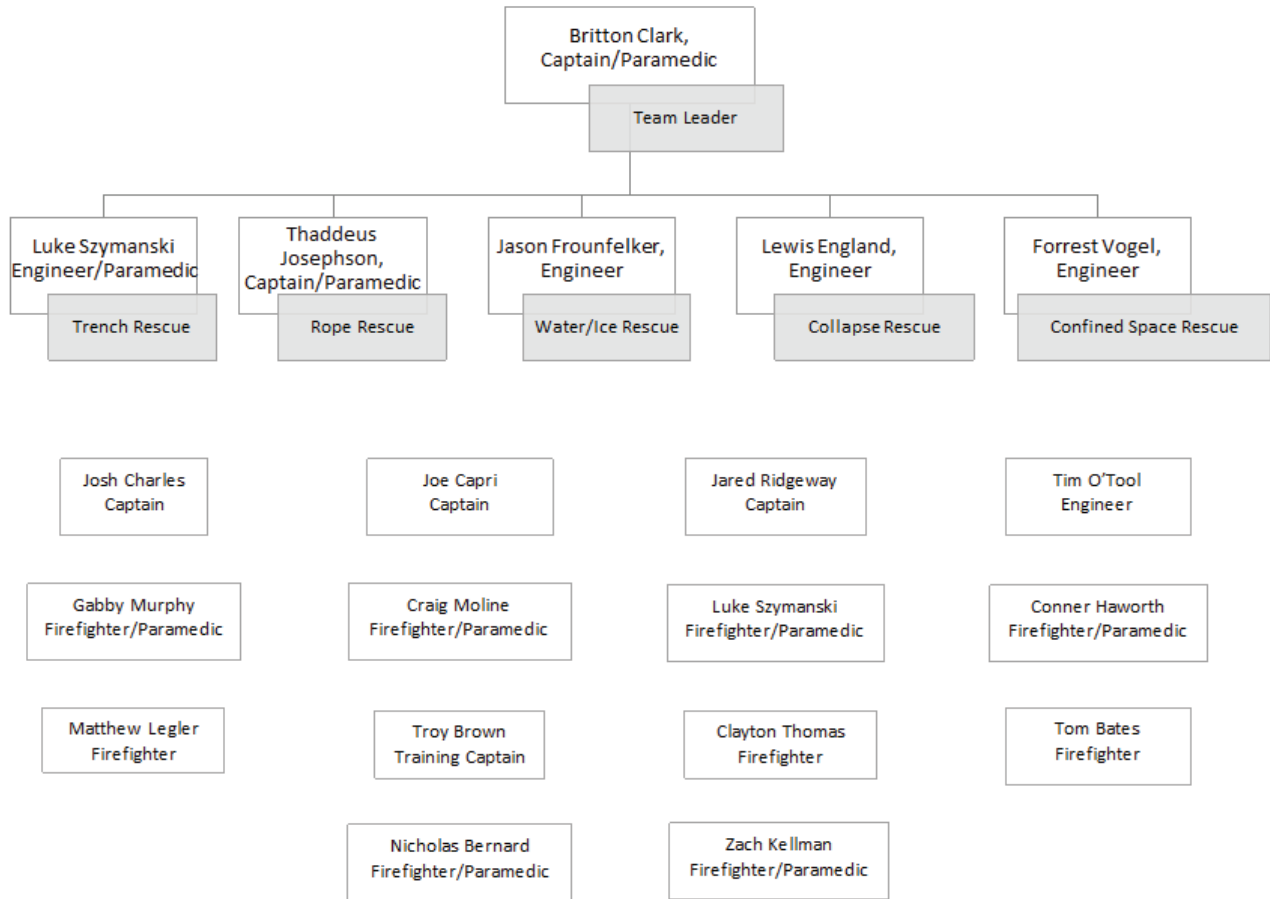 Britton Clark,
Captain/Paramedic
Team Leader
Luke Szymanski
Engineer/Paramedic
Trench Rescue
Thaddeus
Josephson,
Captain/Paramedic
Rope Rescue
Jason Frounfelker,
Engineer
Water/Ice Rescue
Lewis England,
Engineer
Collapse Rescue
Forrest Vogel,
Engineer
Confined Space Rescue
Josh Charles
Captain
Joe Capri
Captain
Jared Ridgeway
Captain
Tim O'Tool
Engineer
Gabby Murphy
Firefighter/Paramedic
Craig Moline
Firefighter/Paramedic
Luke Szymanski
Firefighter/Paramedic
Conner Haworth
Firefighter/Paramedic
Matthew Legler
Firefighter
Troy Brown
Training Captain
Clayton Thomas
Firefighter
Tom Bates
Firefighter
Nicholas Bernard
Firefighter/Paramedic
Zach Kellman
Firefighter/Paramedic